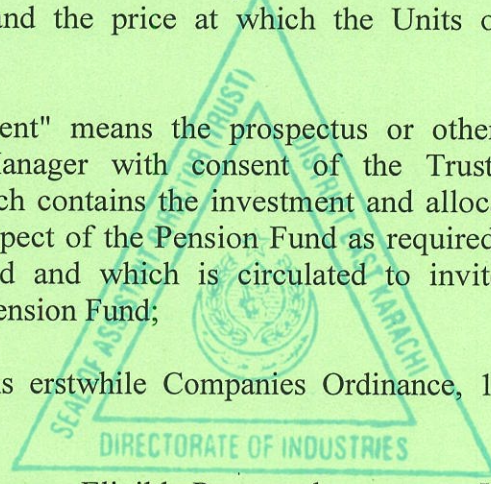 and the price at which the Units o
ent" means the prospectus or other
Manager with consent of the Trust
ch contains the investment and alloc
spect of the Pension Fund as required
d and which is circulated to invit
ension Fund;
s erstwhile Companies Ordinance, 1
SEAL OF ASSISTANT DIRECTOR (TRUST)
DISTRICT EAST KARACHI
DIRECTORATE OF INDUSTRIES